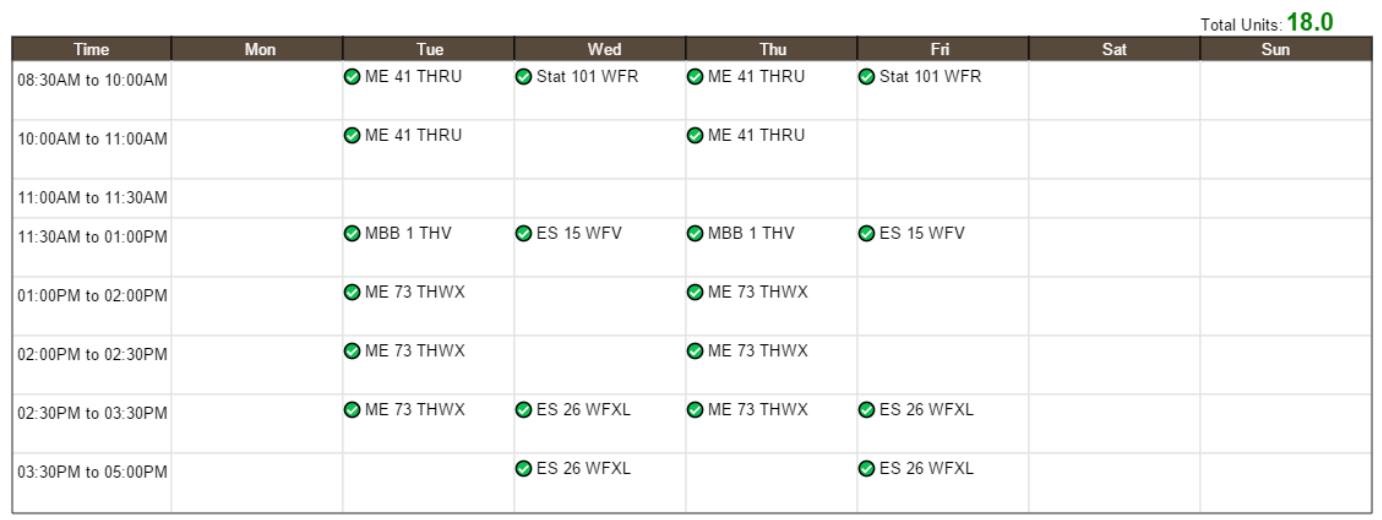 Total Units: 18.0
Time Mon Tue Wed Thu Fri Sat Sun
08:30AM to 10:00AM ME 41 THRU Stat 101 WFR ME 41 THRU Stat 101 WFR
10:00AM to 11:00AM ME 41 THRU ME 41 THRU
11:00AM to 11:30AM
11:30AM to 01:00PM MBB 1 THV ES 15 WFV MBB 1 THV ES 15 WFV
01:00PM to 02:00PM ME 73 THWX ME 73 THWX
02:00PM to 02:30PM ME 73 THWX ME 73 THWX
02:30PM to 03:30PM ME 73 THWX ES 26 WFXL ME 73 THWX ES 26 WFXL
03:30PM to 05:00PM ES 26 WFXL ES 26 WFXL